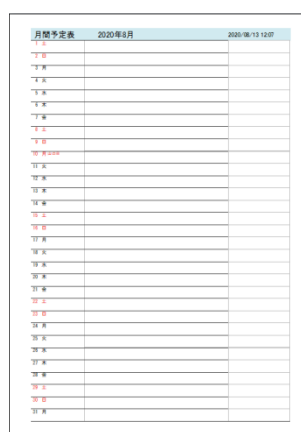 月間予定表 2020年8月 2020/08/13 12:07
1 土
2 日
3 月
4 火
5 水
6 木
7 金
8 土
9 日
10 月
11 火
12 水
13 木
14 金
15 土
16 日
17 月
18 火
19 水
20 木
21 金
22 土
23 日
24 月
25 火
26 水
27 木
28 金
29 土
30 日
31 月